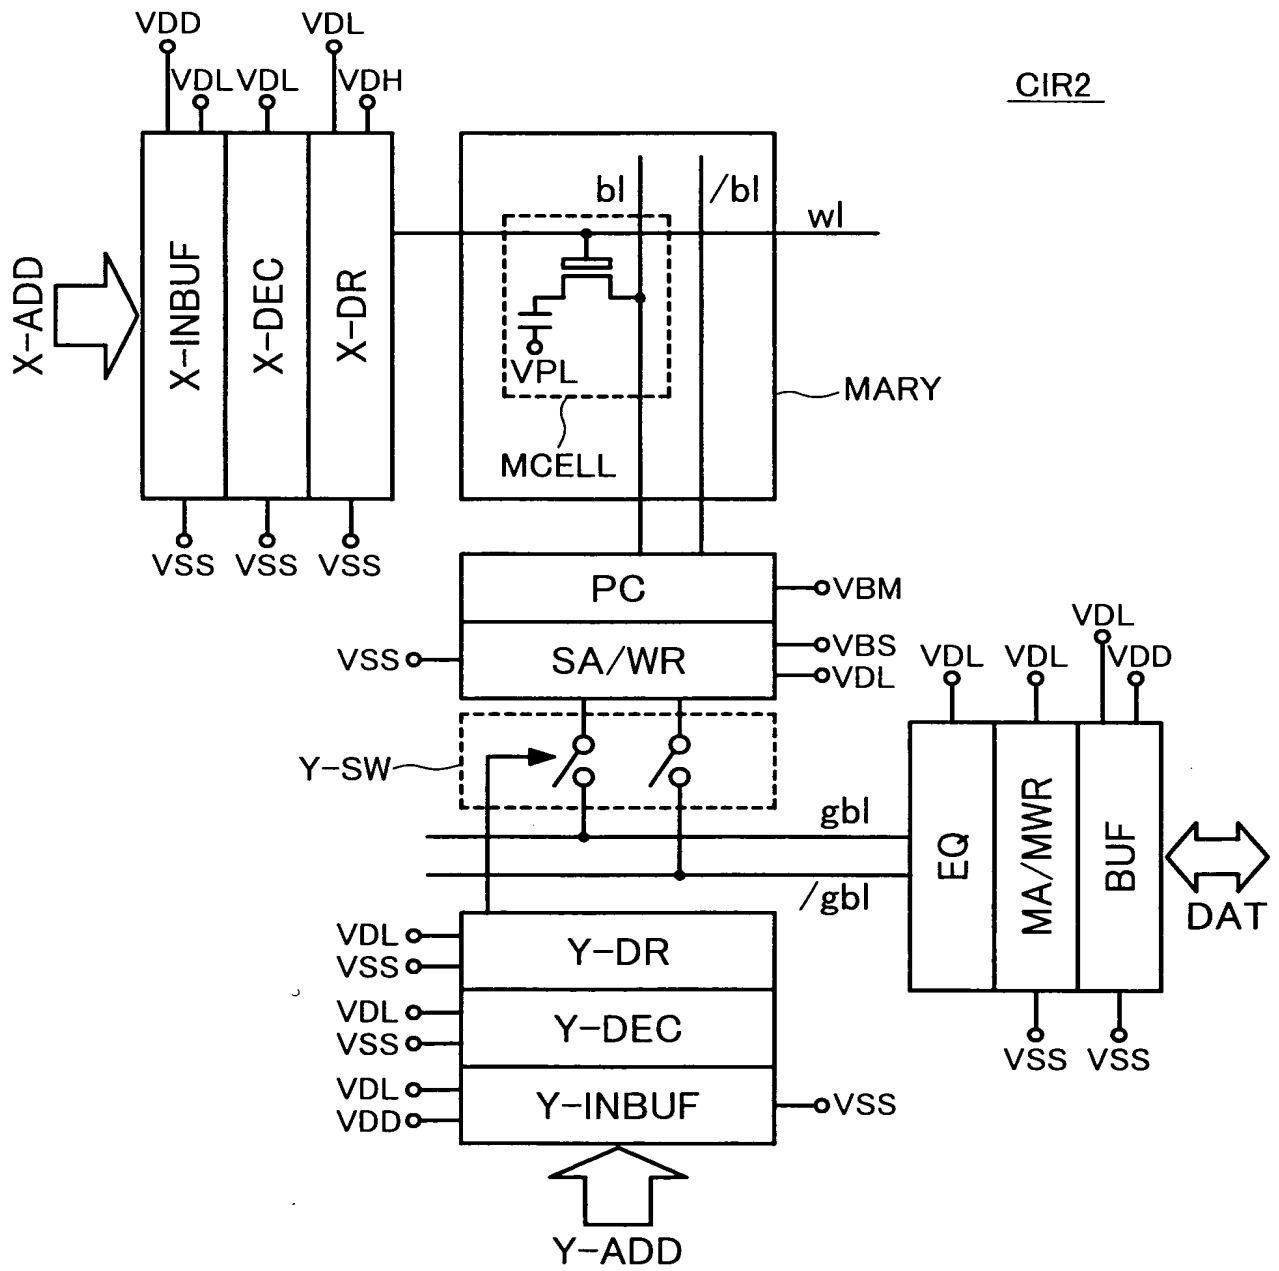 VDD
VDL
VDL
VDL
VDH
CIR2
bl
/bl
wl
X-ADD
X-INBUF
X-DEC
X-DR
VPL
MARY
MCELL
VSS
VSS
VSS
PC
VBM
SA/WR
VSS
VBS
VDL
VDL
VDL
VDL
VDD
Y-SW
gbl
/gbl
EQ
MA/MWR
BUF
DAT
VDL
VSS
Y-DR
VDL
VSS
Y-DEC
VSS
VSS
VDL
VDD
Y-INBUF
VSS
Y-ADD